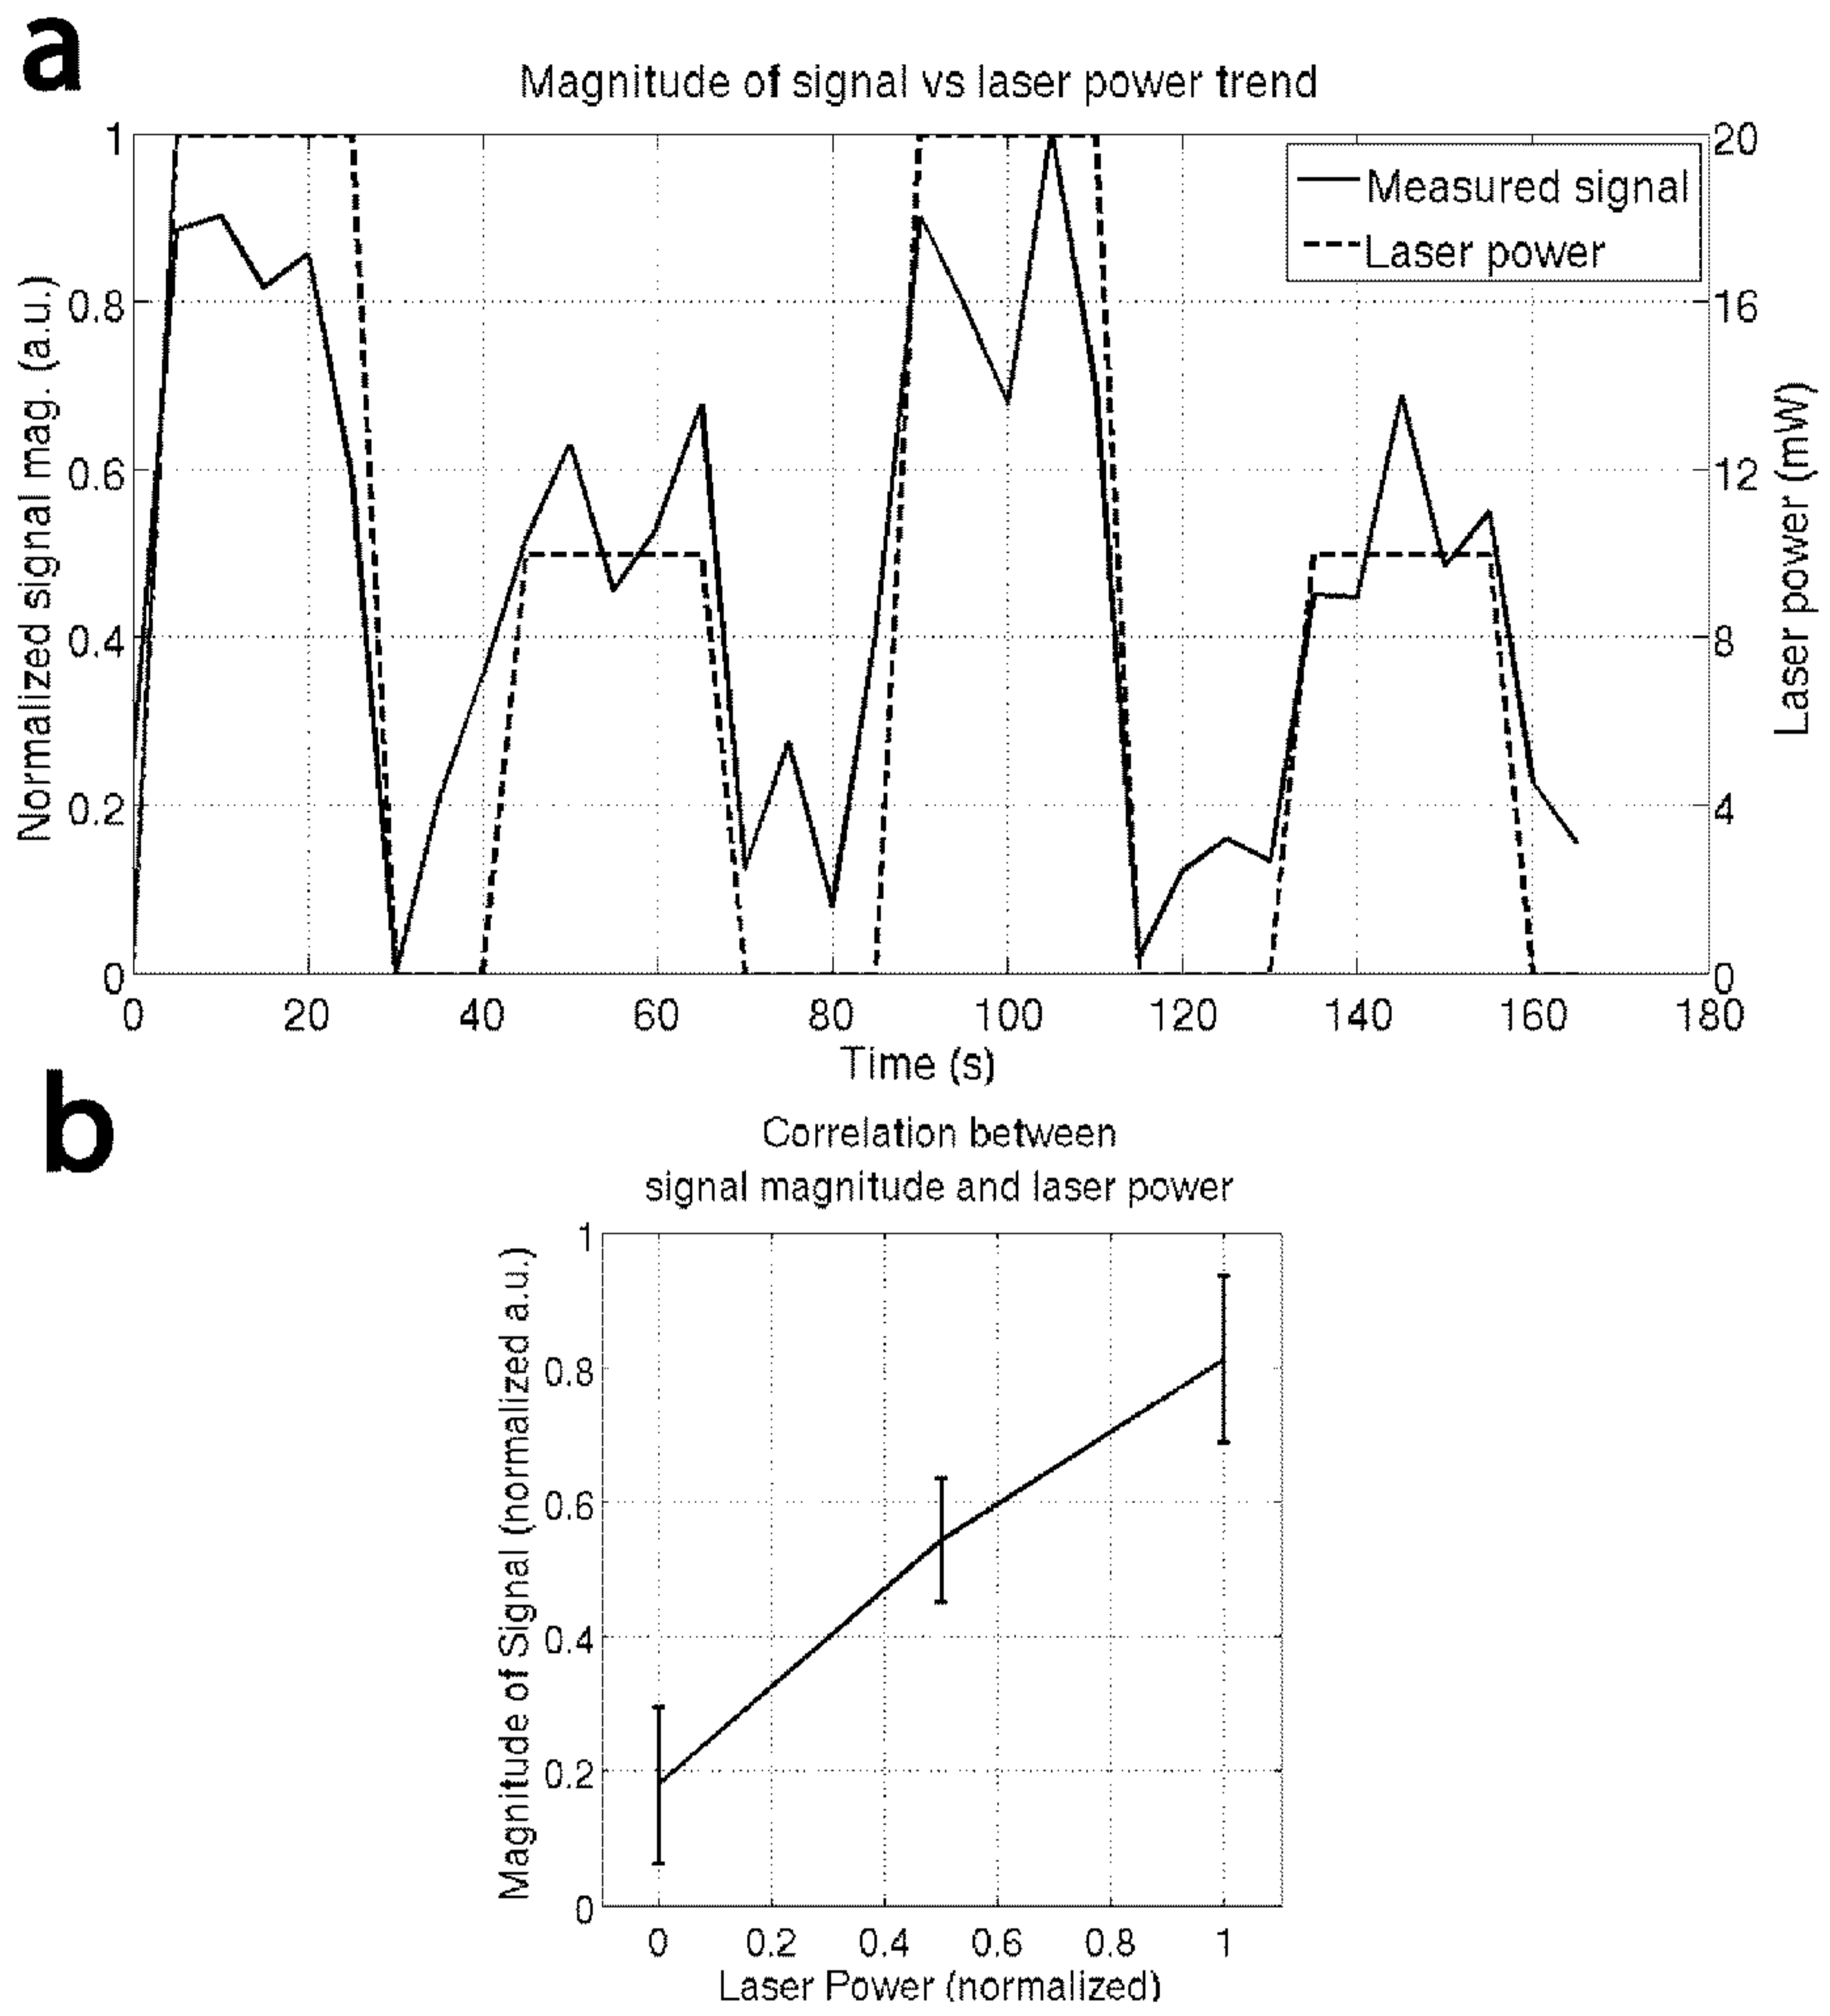 a
Magnitude of signal vs laser power trend
Normalized signal mag. (a.u.)
1
0.8
0.6
0.4
0.2
0
20
16
12
8
4
0
Laser power (mW)
Measured signal
Laser power
0 20 40 60 80 100 120 140 160 180
Time (s)
b
Correlation between
signal magnitude and laser power
Magnitude of Signal (normalized a.u.)
1
0.8
0.6
0.4
0.2
0
0 0.2 0.4 0.6 0.8 1
Laser Power (normalized)